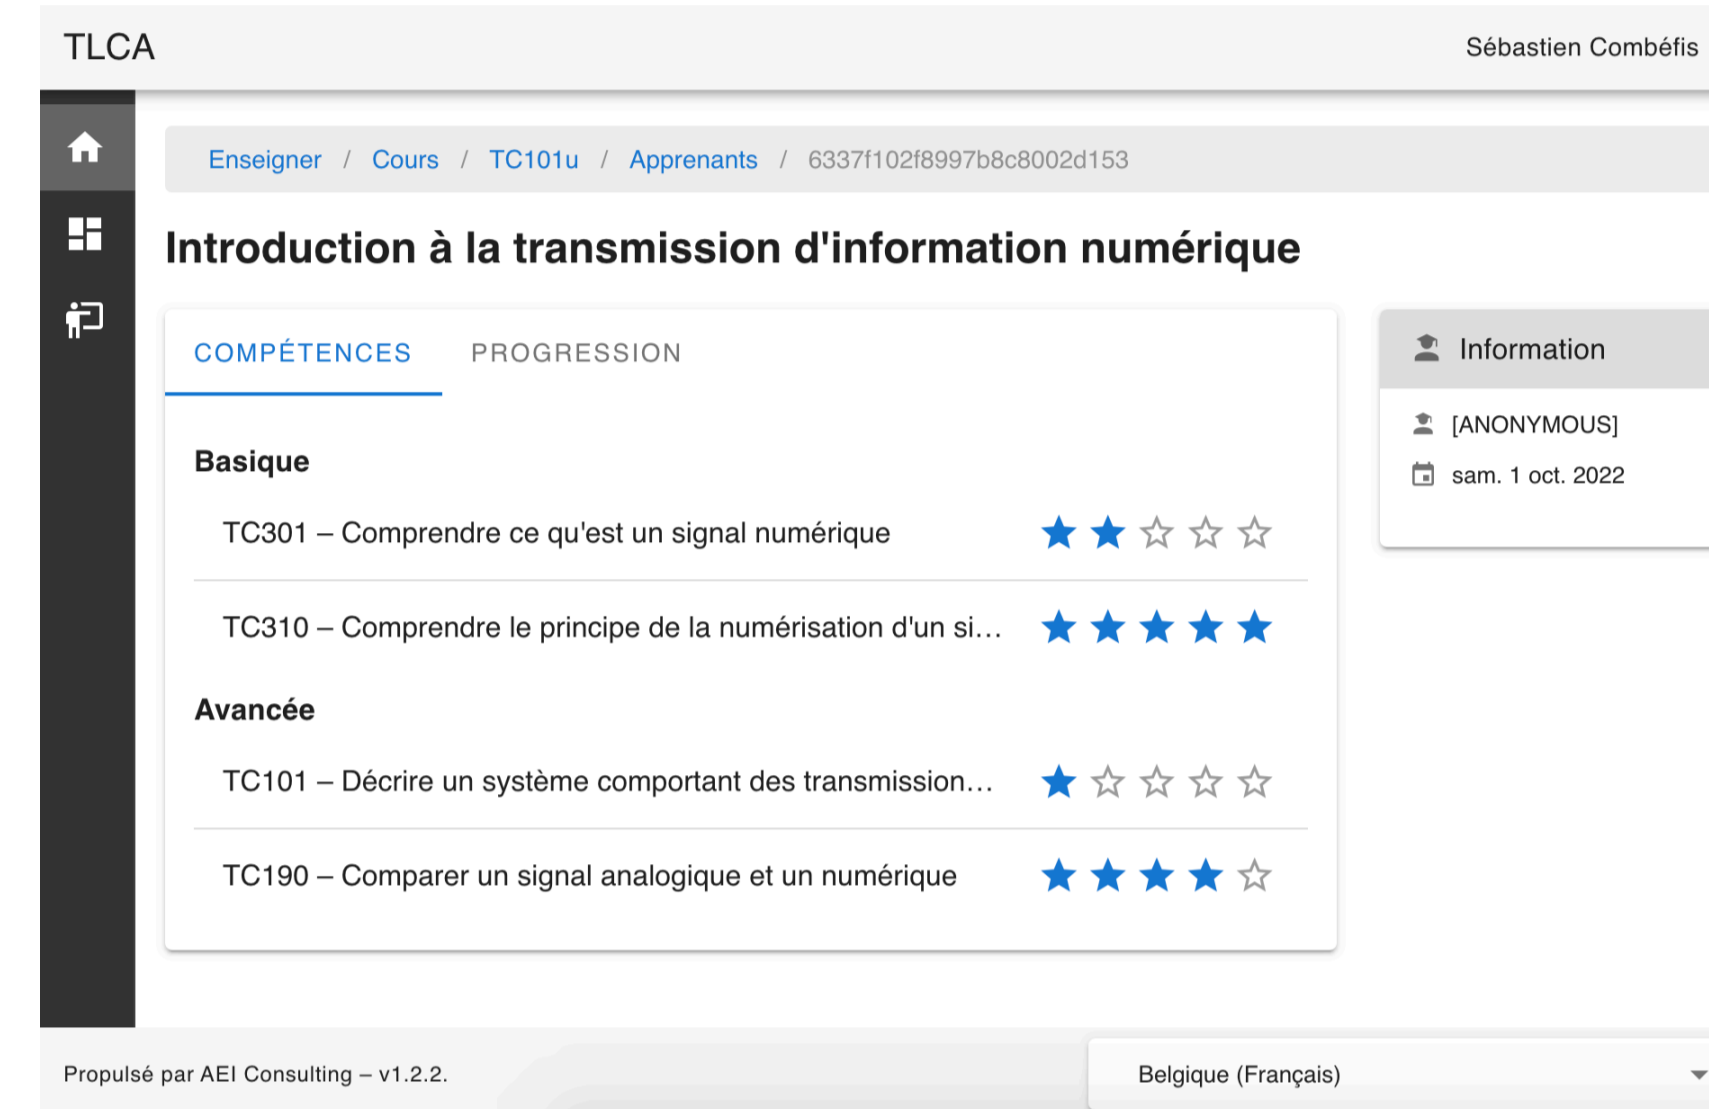 TLCA
Sébastien Combéfis
Enseigner / Cours / TC101u / Apprenants / 6337f102f8997b8c8002d153
Introduction à la transmission d'information numérique
COMPÉTENCES PROGRESSION
Information
[ANONYMOUS]
sam. 1 oct. 2022
Basique
TC301 – Comprendre ce qu'est un signal numérique
TC310 – Comprendre le principe de la numérisation d'un si…
Avancée
TC101 – Décrire un système comportant des transmission…
TC190 – Comparer un signal analogique et un numérique
Propulsé par AEI Consulting – v1.2.2.
Belgique (Français)